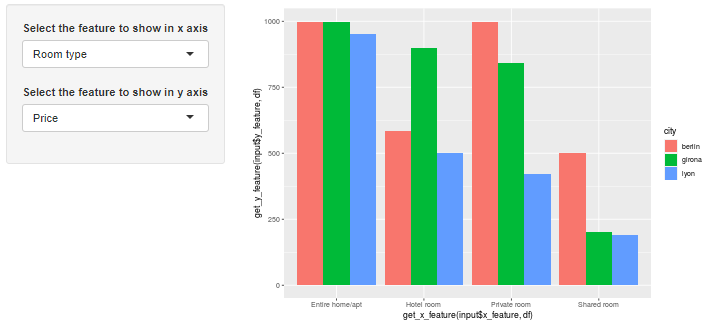 Select the feature to show in x axis
Room type
Select the feature to show in y axis
Price
get_y_feature(input$y_feature, df)
1000
750
500
250
0
Entire home/apt
Hotel room
Private room
Shared room
get_x_feature(input$x_feature, df)
city
berlin
girona
lyon